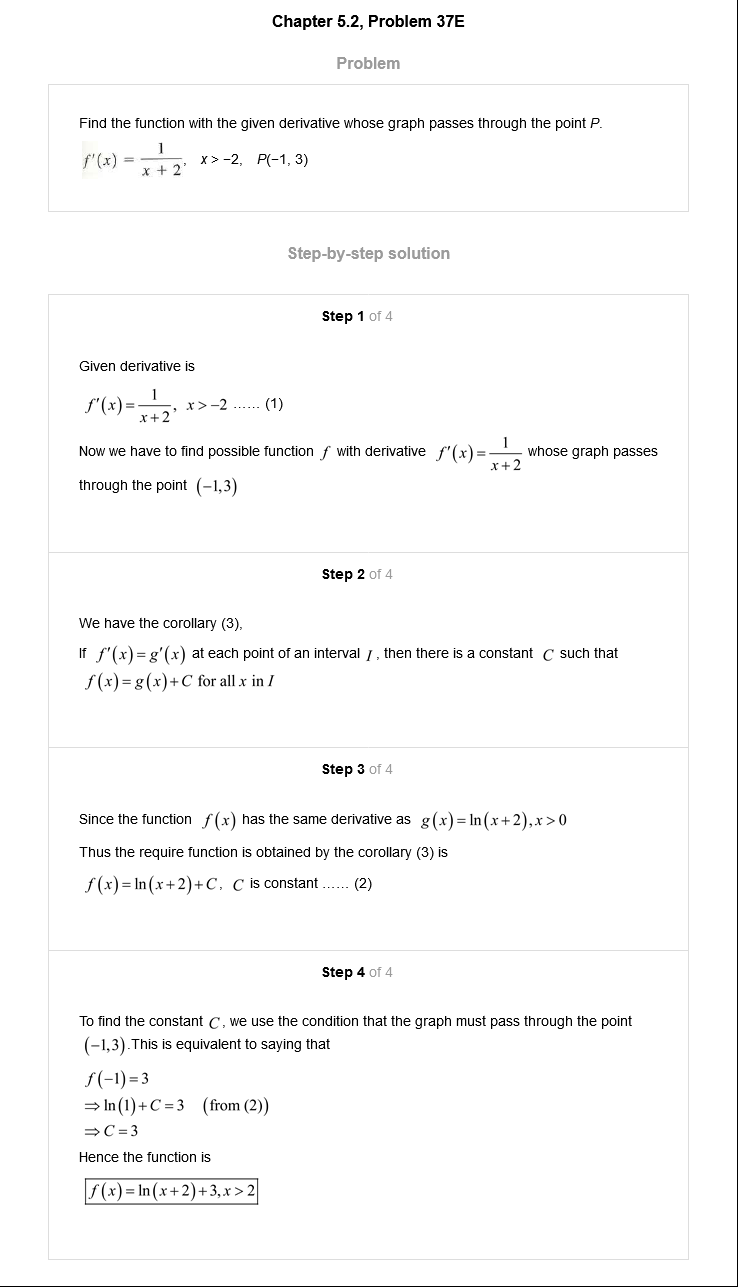 Chapter 5.2, Problem 37E
Problem
Find the function with the given derivative whose graph passes through the point P.
f'(x) = 1/(x + 2), x > −2, P(−1, 3)
Step-by-step solution
Step 1 of 4
Given derivative is
f'(x) = 1/(x+2), x > −2 ...... (1)
Now we have to find possible function f with derivative f'(x) = 1/(x+2) whose graph passes
through the point (−1,3)
Step 2 of 4
We have the corollary (3),
If f'(x) = g'(x) at each point of an interval I, then there is a constant C such that
f(x) = g(x)+C for all x in I
Step 3 of 4
Since the function f(x) has the same derivative as g(x) = ln(x+2), x > 0
Thus the require function is obtained by the corollary (3) is
f(x) = ln(x+2)+C, C is constant ...... (2)
Step 4 of 4
To find the constant C, we use the condition that the graph must pass through the point
(−1,3).This is equivalent to saying that
f(−1) = 3
⇒ ln(1)+C = 3 (from (2))
⇒ C = 3
Hence the function is
f(x) = ln(x+2)+3, x > 2